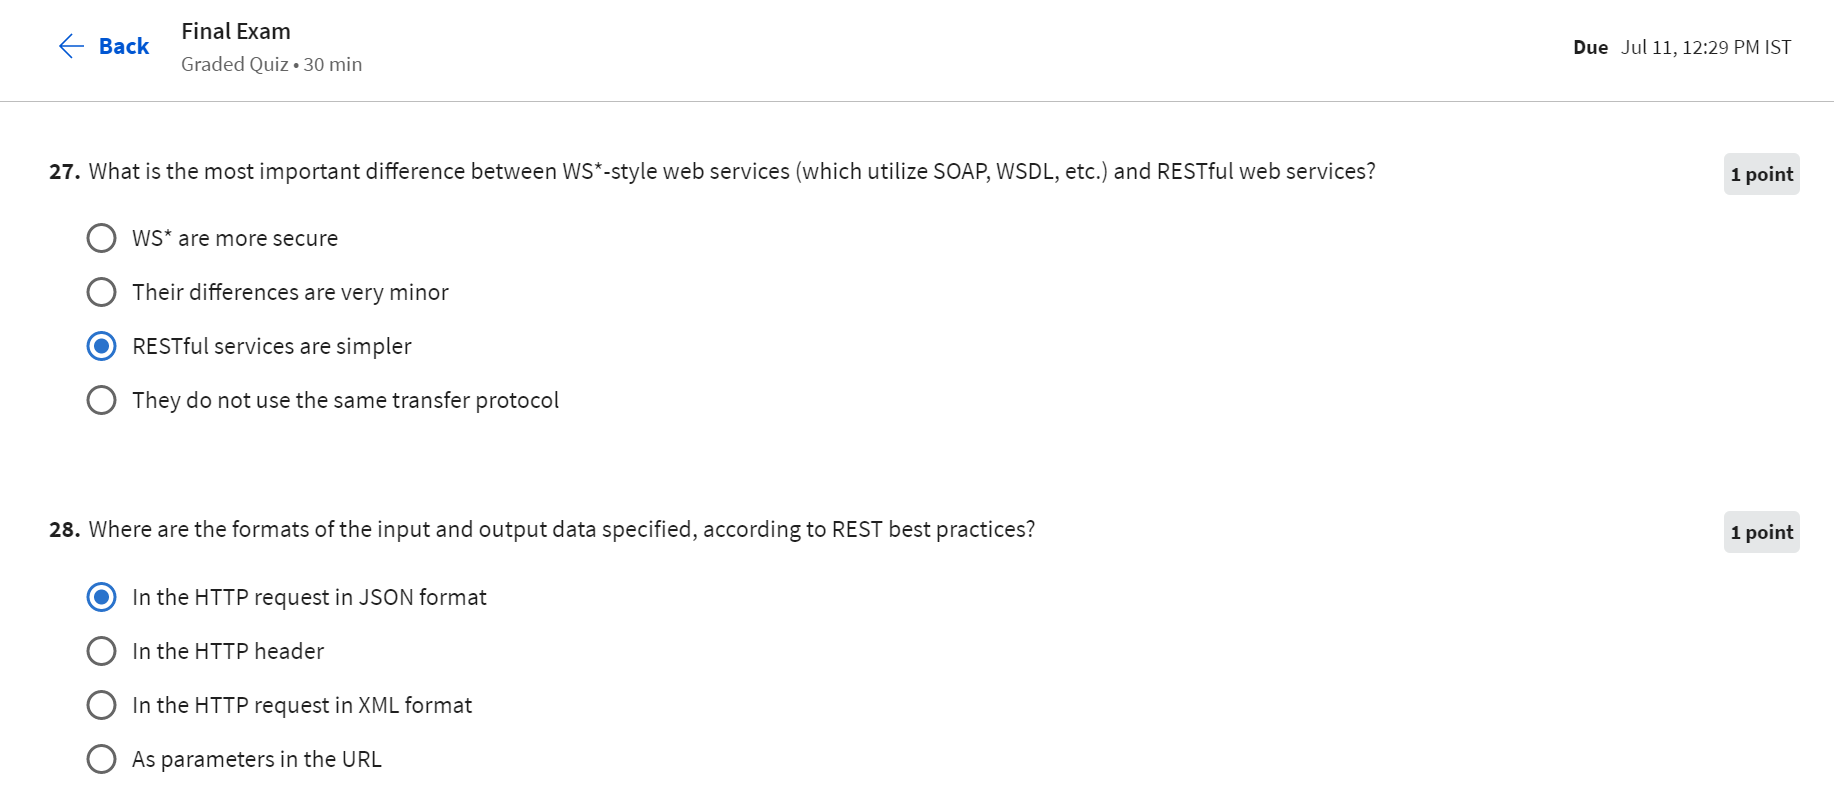 Back
Final Exam
Graded Quiz • 30 min
Due Jul 11, 12:29 PM IST
27. What is the most important difference between WS*-style web services (which utilize SOAP, WSDL, etc.) and RESTful web services?
1 point
WS* are more secure
Their differences are very minor
RESTful services are simpler
They do not use the same transfer protocol
28. Where are the formats of the input and output data specified, according to REST best practices?
1 point
In the HTTP request in JSON format
In the HTTP header
In the HTTP request in XML format
As parameters in the URL